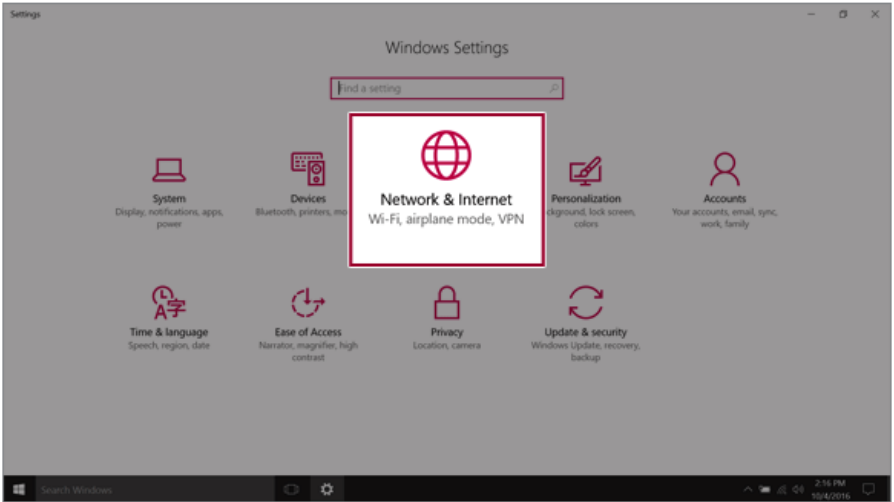 Settings
Windows Settings
Find a setting
System
Display, notifications, apps,
power
Devices
Bluetooth, printers, mo
Network & Internet
Wi-Fi, airplane mode, VPN
Personalization
ckground, lock screen,
colors
Accounts
Your accounts, email, sync,
work, family
A字
Time & language
Speech, region, date
Ease of Access
Narrator, magnifier, high
contrast
Privacy
Location, camera
Update & security
Windows Update, recovery,
backup
Search Windows
2:16 PM
10/4/2016